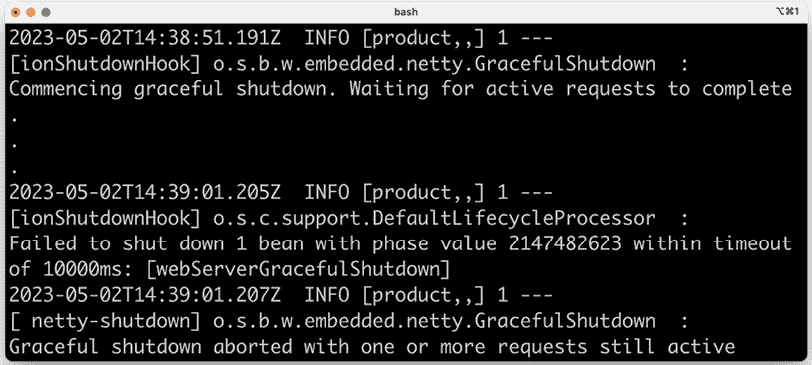 bash
⌥⌘1
2023-05-02T14:38:51.191Z  INFO [product,,] 1 ---
[ionShutdownHook] o.s.b.w.embedded.netty.GracefulShutdown  :
Commencing graceful shutdown. Waiting for active requests to complete
.
.
.
2023-05-02T14:39:01.205Z  INFO [product,,] 1 ---
[ionShutdownHook] o.s.c.support.DefaultLifecycleProcessor  :
Failed to shut down 1 bean with phase value 2147482623 within timeout
of 10000ms: [webServerGracefulShutdown]
2023-05-02T14:39:01.207Z  INFO [product,,] 1 ---
[ netty-shutdown] o.s.b.w.embedded.netty.GracefulShutdown  :
Graceful shutdown aborted with one or more requests still active